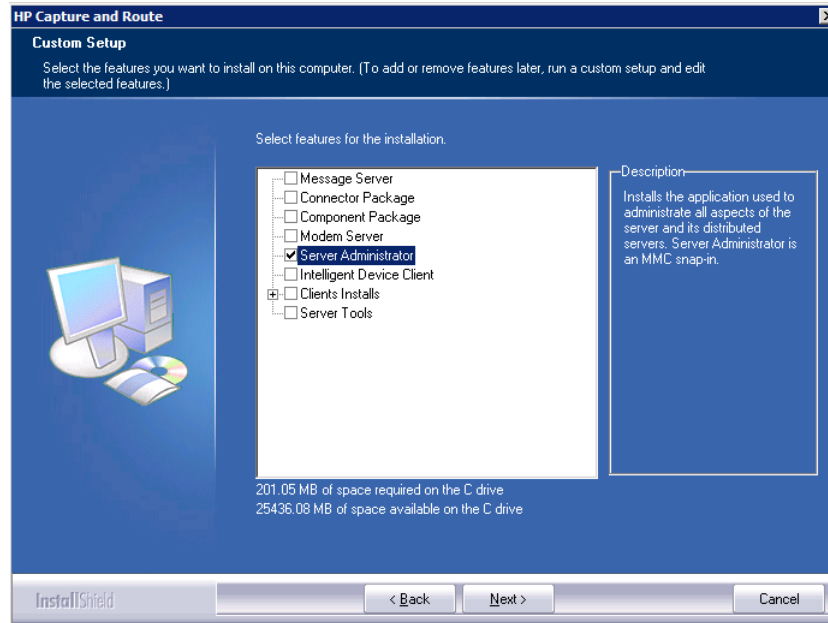 HP Capture and Route
Custom Setup
Select the features you want to install on this computer. (To add or remove features later, run a custom setup and edit
the selected features.)
Select features for the installation.
Message Server
Connector Package
Component Package
Modem Server
Server Administrator
Intelligent Device Client
Clients Installs
Server Tools
Description
Installs the application used to
administrate all aspects of the
server and its distributed
servers. Server Administrator is
an MMC snap-in.
201.05 MB of space required on the C drive
25436.08 MB of space available on the C drive
InstallShield
< Back
Next >
Cancel